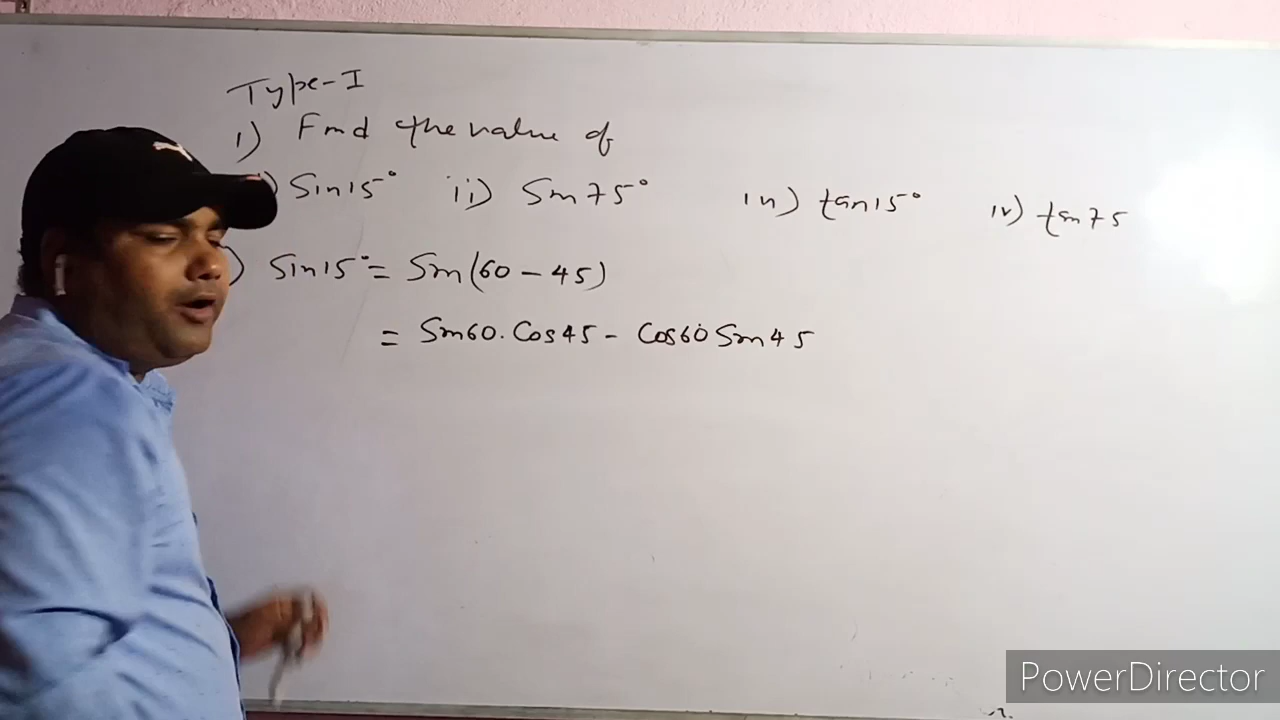 Type-I
1) Find the value of
i) Sin15° ii) Sin75° iii) tan15° iv) tan75
) Sin15° = Sin(60-45)
= Sin60.Cos45 - Cos60 Sin45
PowerDirector